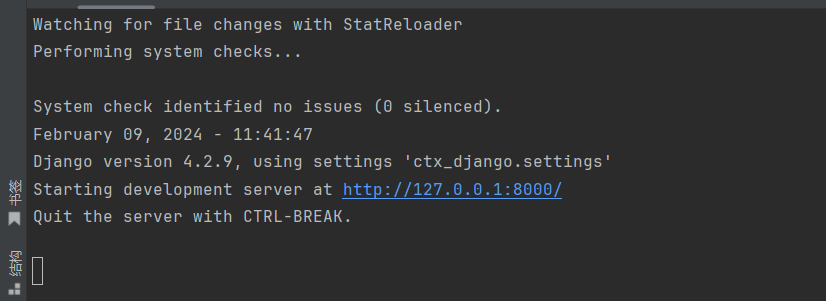 Watching for file changes with StatReloader
Performing system checks...
System check identified no issues (0 silenced).
February 09, 2024 - 11:41:47
Django version 4.2.9, using settings 'ctx_django.settings'
Starting development server at http://127.0.0.1:8000/
Quit the server with CTRL-BREAK.
书签
结构